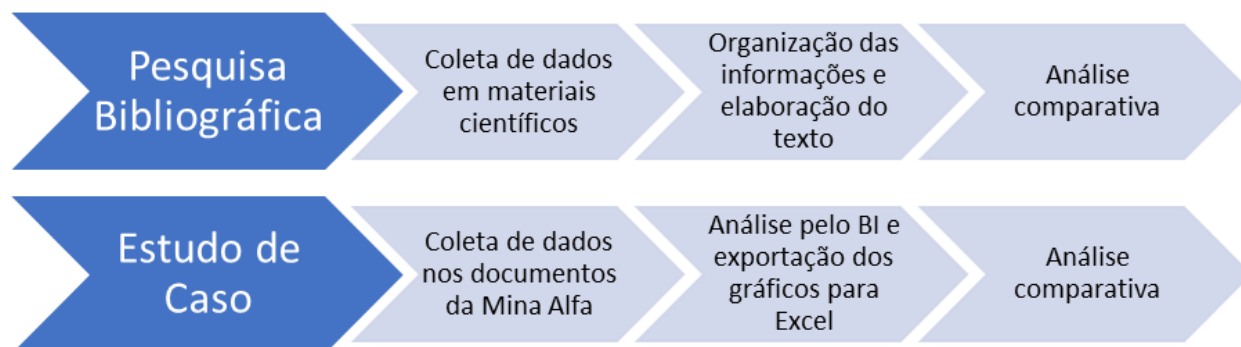 Pesquisa
Bibliográfica
Coleta de dados
em materiais
científicos
Organização das
informações e
elaboração do
texto
Análise
comparativa
Estudo de
Caso
Coleta de dados
nos documentos
da Mina Alfa
Análise pelo BI e
exportação dos
gráficos para
Excel
Análise
comparativa